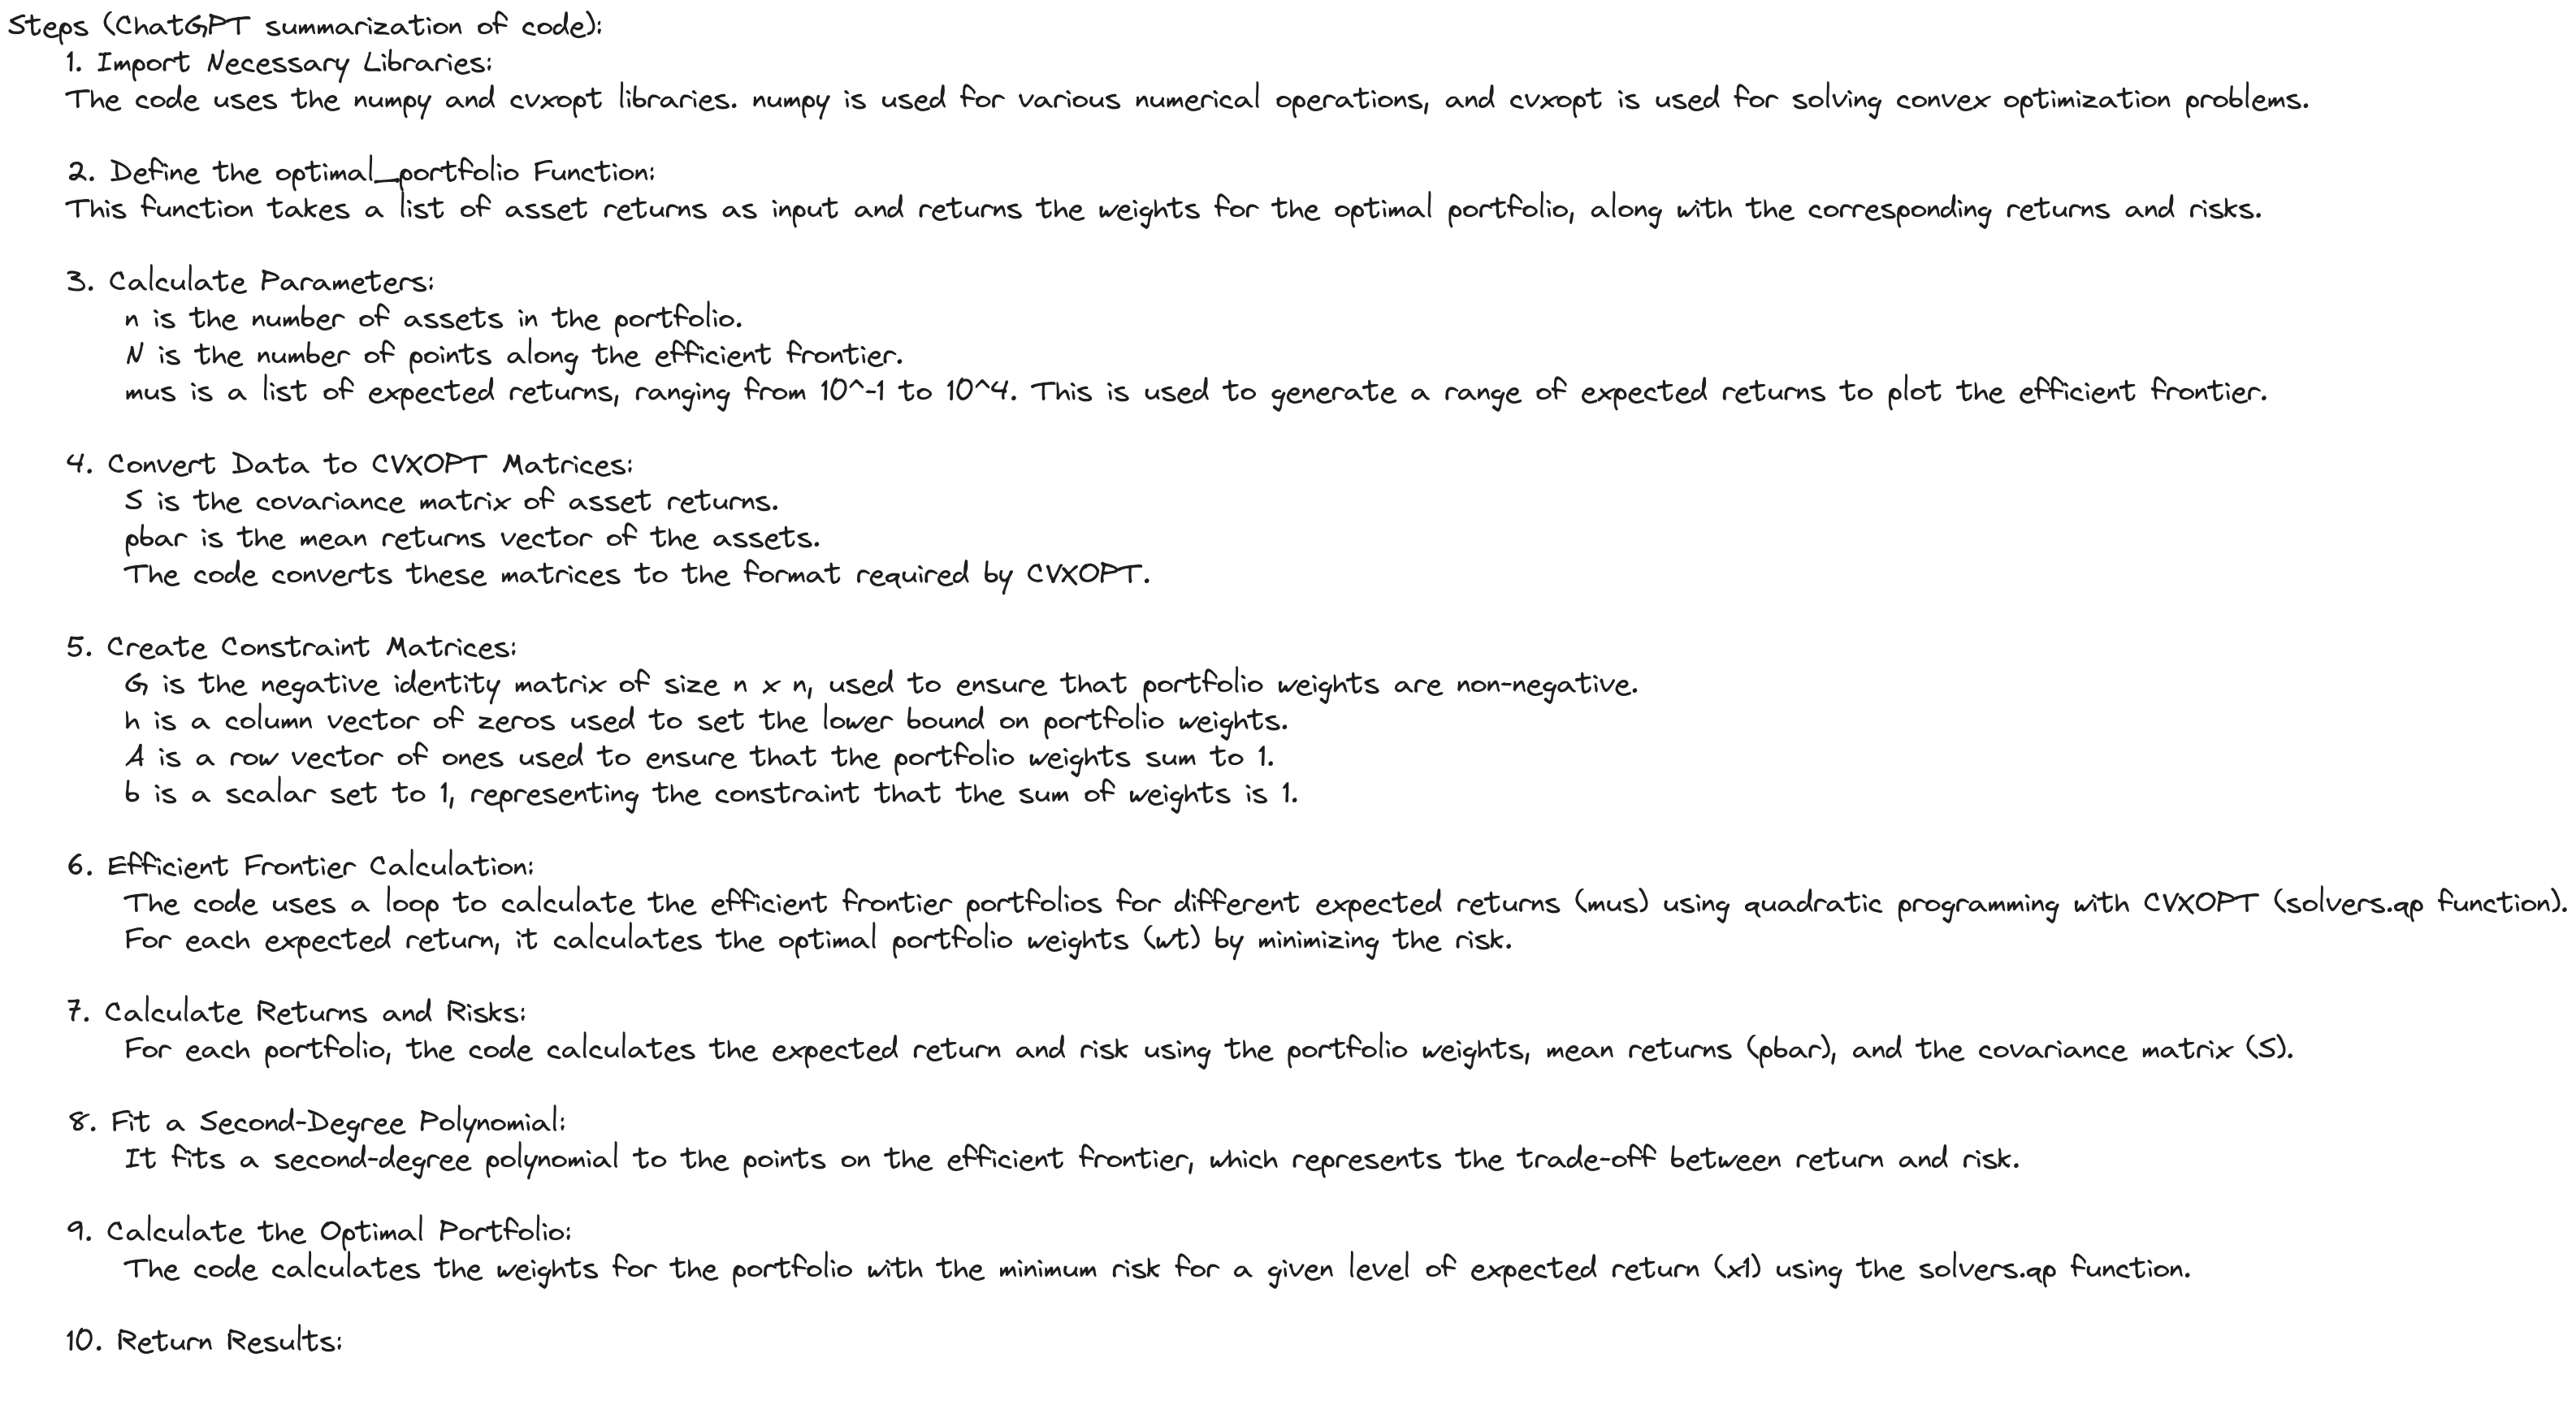 Steps (ChatGPT summarization of code):
1. Import Necessary Libraries:
The code uses the numpy and cvxopt libraries. numpy is used for various numerical operations, and cvxopt is used for solving convex optimization problems.
2. Define the optimal_portfolio Function:
This function takes a list of asset returns as input and returns the weights for the optimal portfolio, along with the corresponding returns and risks.
3. Calculate Parameters:
n is the number of assets in the portfolio.
N is the number of points along the efficient frontier.
mus is a list of expected returns, ranging from 10^-1 to 10^4. This is used to generate a range of expected returns to plot the efficient frontier.
4. Convert Data to CVXOPT Matrices:
S is the covariance matrix of asset returns.
pbar is the mean returns vector of the assets.
The code converts these matrices to the format required by CVXOPT.
5. Create Constraint Matrices:
G is the negative identity matrix of size n x n, used to ensure that portfolio weights are non-negative.
h is a column vector of zeros used to set the lower bound on portfolio weights.
A is a row vector of ones used to ensure that the portfolio weights sum to 1.
b is a scalar set to 1, representing the constraint that the sum of weights is 1.
6. Efficient Frontier Calculation:
The code uses a loop to calculate the efficient frontier portfolios for different expected returns (mus) using quadratic programming with CVXOPT (solvers.qp function).
For each expected return, it calculates the optimal portfolio weights (wt) by minimizing the risk.
7. Calculate Returns and Risks:
For each portfolio, the code calculates the expected return and risk using the portfolio weights, mean returns (pbar), and the covariance matrix (S).
8. Fit a Second-Degree Polynomial:
It fits a second-degree polynomial to the points on the efficient frontier, which represents the trade-off between return and risk.
9. Calculate the Optimal Portfolio:
The code calculates the weights for the portfolio with the minimum risk for a given level of expected return (x1) using the solvers.qp function.
10. Return Results: